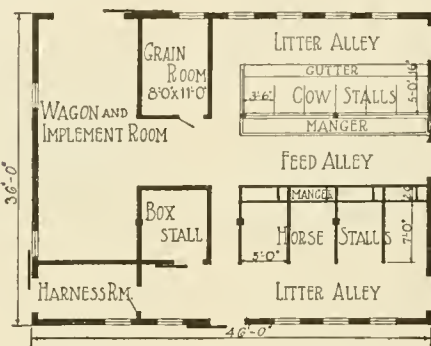 GRAIN
ROOM
8'-0"X11'-0"
LITTER ALLEY
GUTTER
3'-6"
COW STALLS
5'-0"
16"
MANGER
WAGON AND
IMPLEMENT ROOM
FEED ALLEY
36'-0"
MANGER
BOX
STALL
HORSE STALLS
5'-0"
7'-0"
HARNESS RM.
LITTER ALLEY
46'-0"